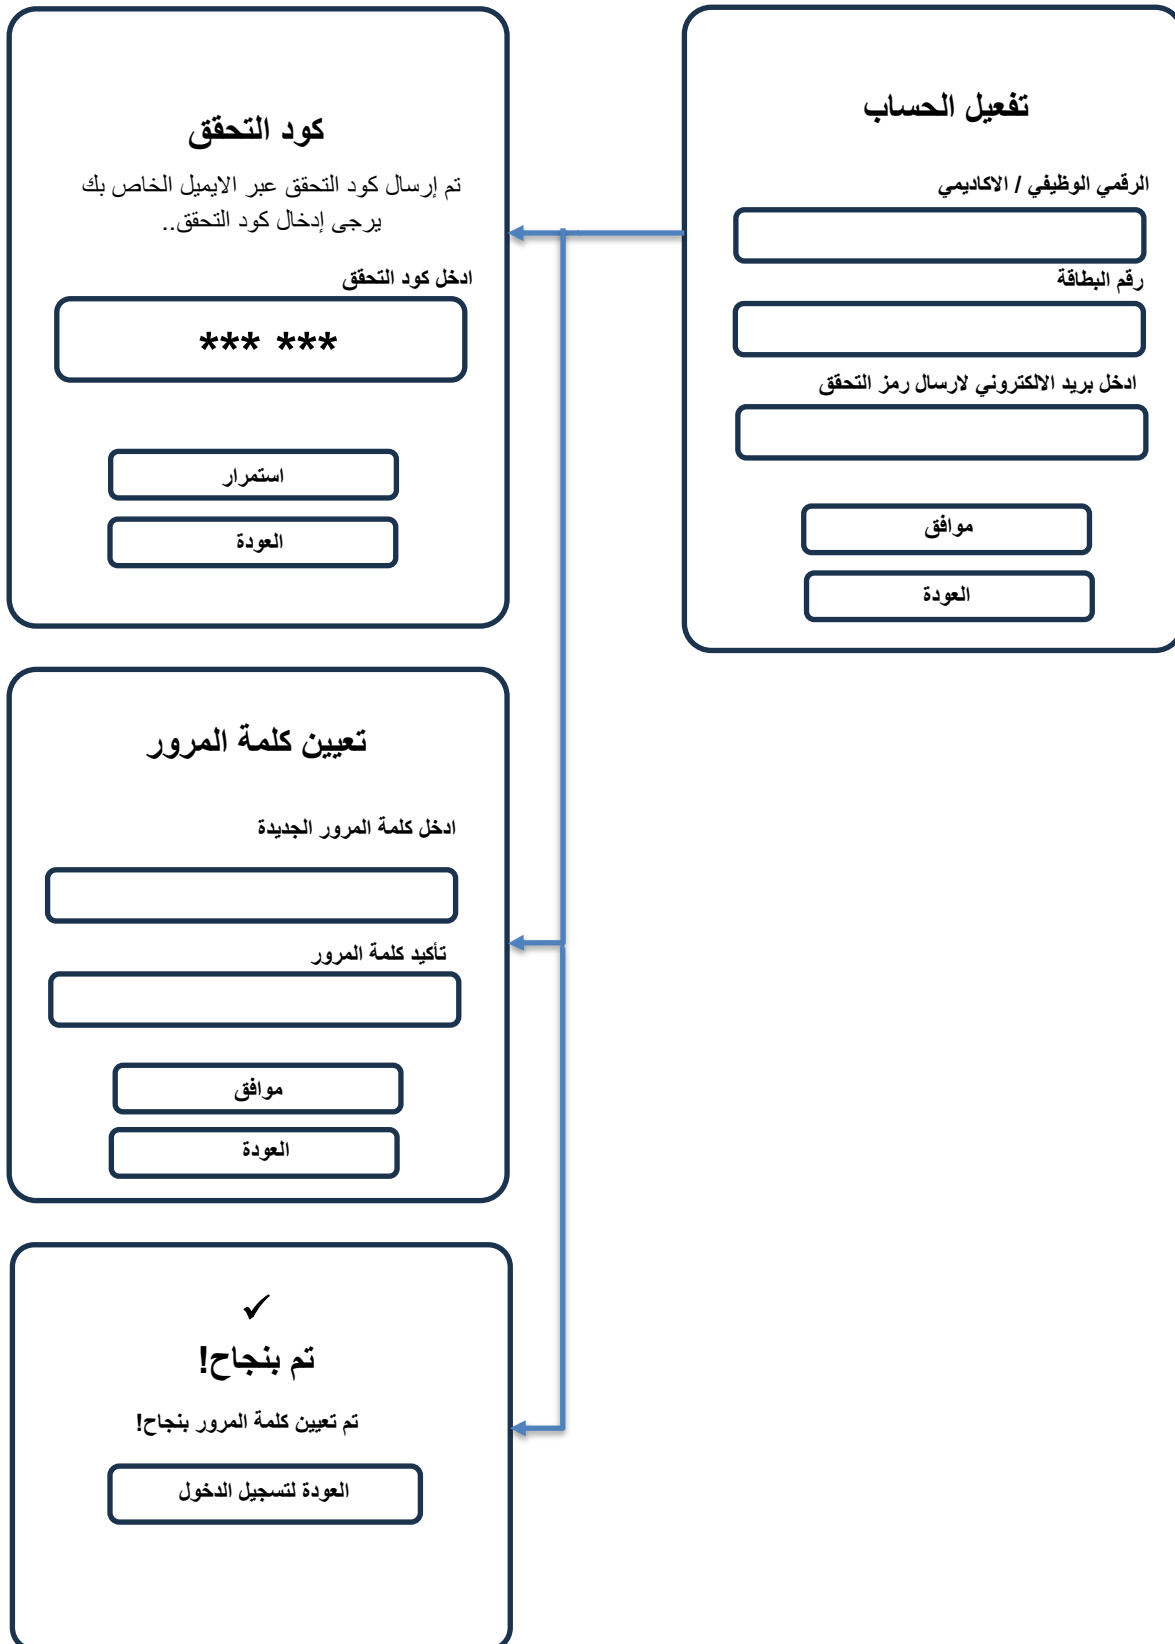 تفعيل الحساب
الرقمي الوظيفي / الاكاديمي
رقم البطاقة
ادخل بريد الالكتروني لارسال رمز التحقق
موافق
العودة
كود التحقق
تم إرسال كود التحقق عبر الايميل الخاص بك
يرجى إدخال كود التحقق..
ادخل كود التحقق
*** ***
استمرار
العودة
تعيين كلمة المرور
ادخل كلمة المرور الجديدة
تأكيد كلمة المرور
موافق
العودة
✓
تم بنجاح!
تم تعيين كلمة المرور بنجاح!
العودة لتسجيل الدخول